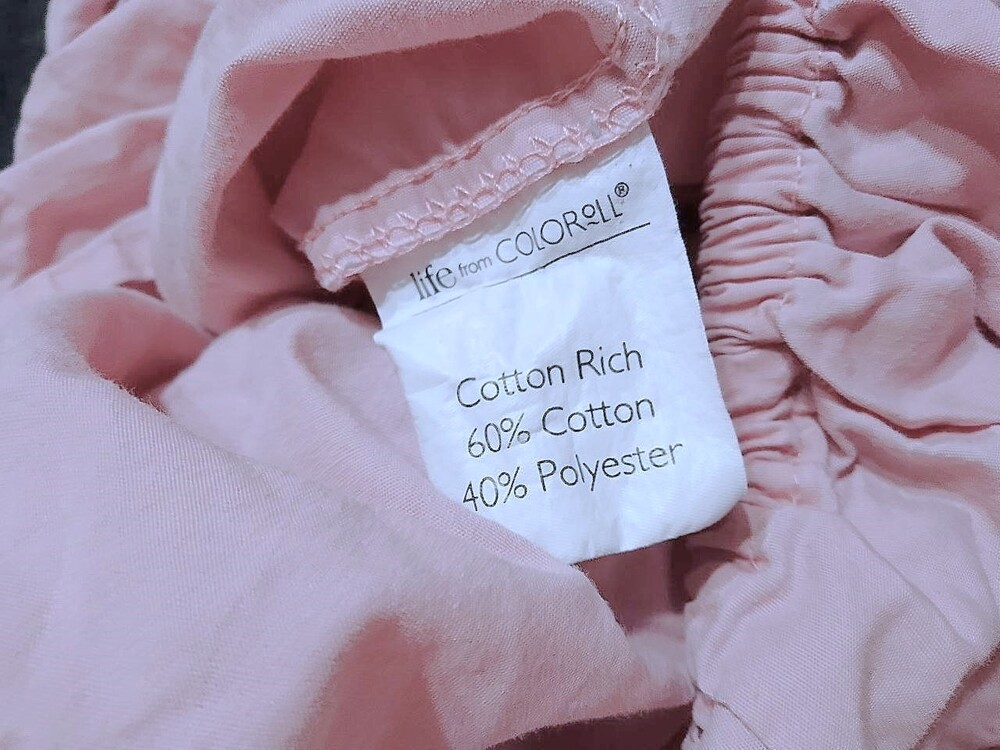 life from COLOROLL®
Cotton Rich
60% Cotton
40% Polyester